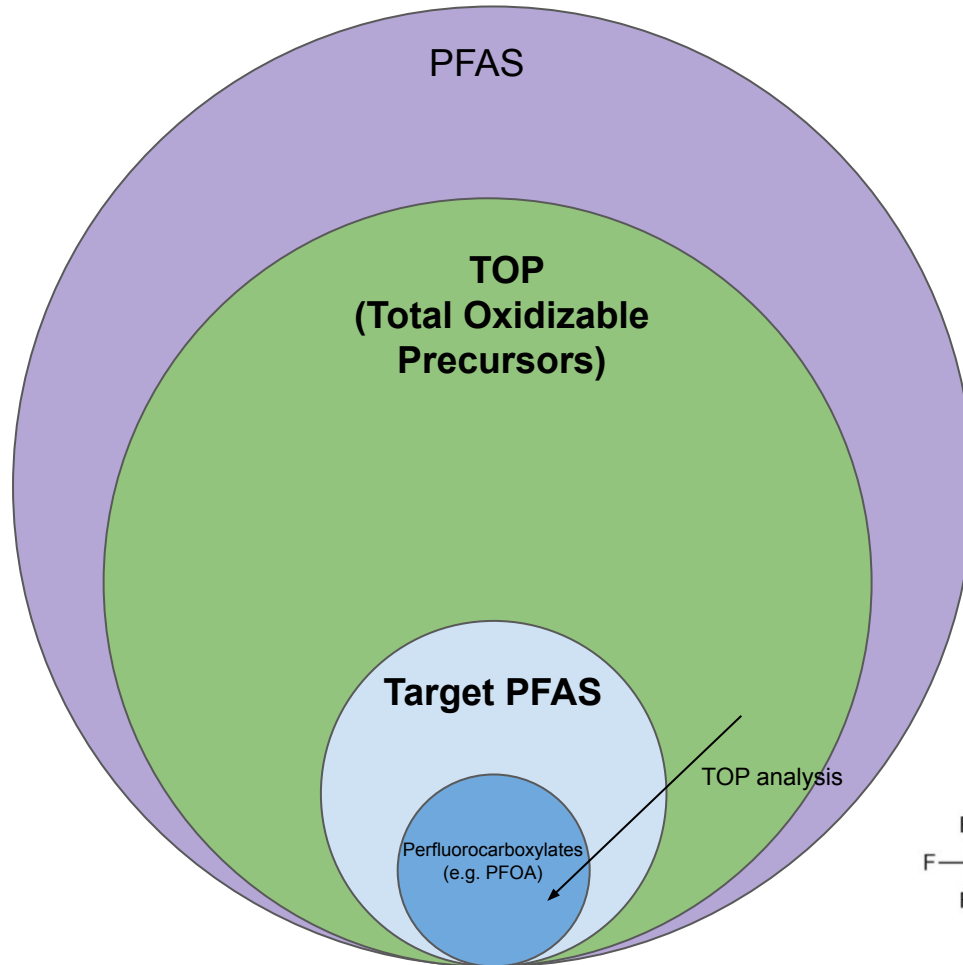 PFAS
TOP
(Total Oxidizable
Precursors)
Target PFAS
TOP analysis
Perfluorocarboxylates
(e.g. PFOA)
F